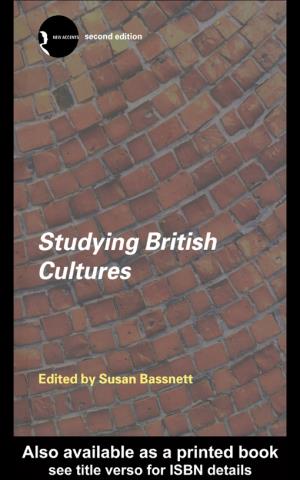 NEW ACCENTS
second edition
Studying British
Cultures
Edited by Susan Bassnett
Also available as a printed book
see title verso for ISBN details